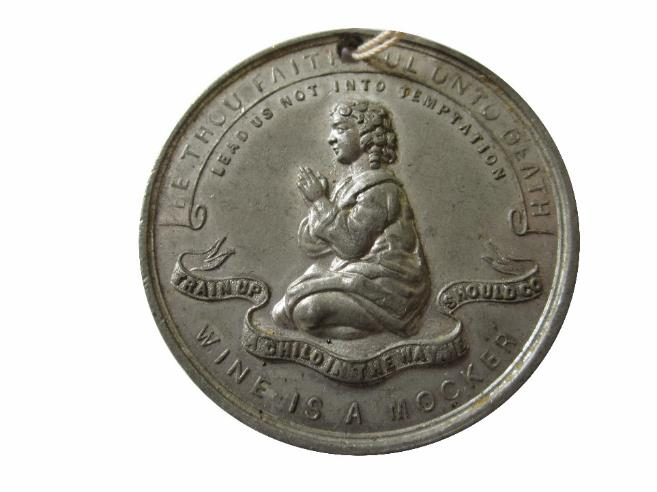 BE THOU FAITHFUL UNTO DEATH
LEAD US NOT INTO TEMPTATION
TRAIN UP
A CHILD IN THE WAY HE
SHOULD GO
WINE IS A MOCKER